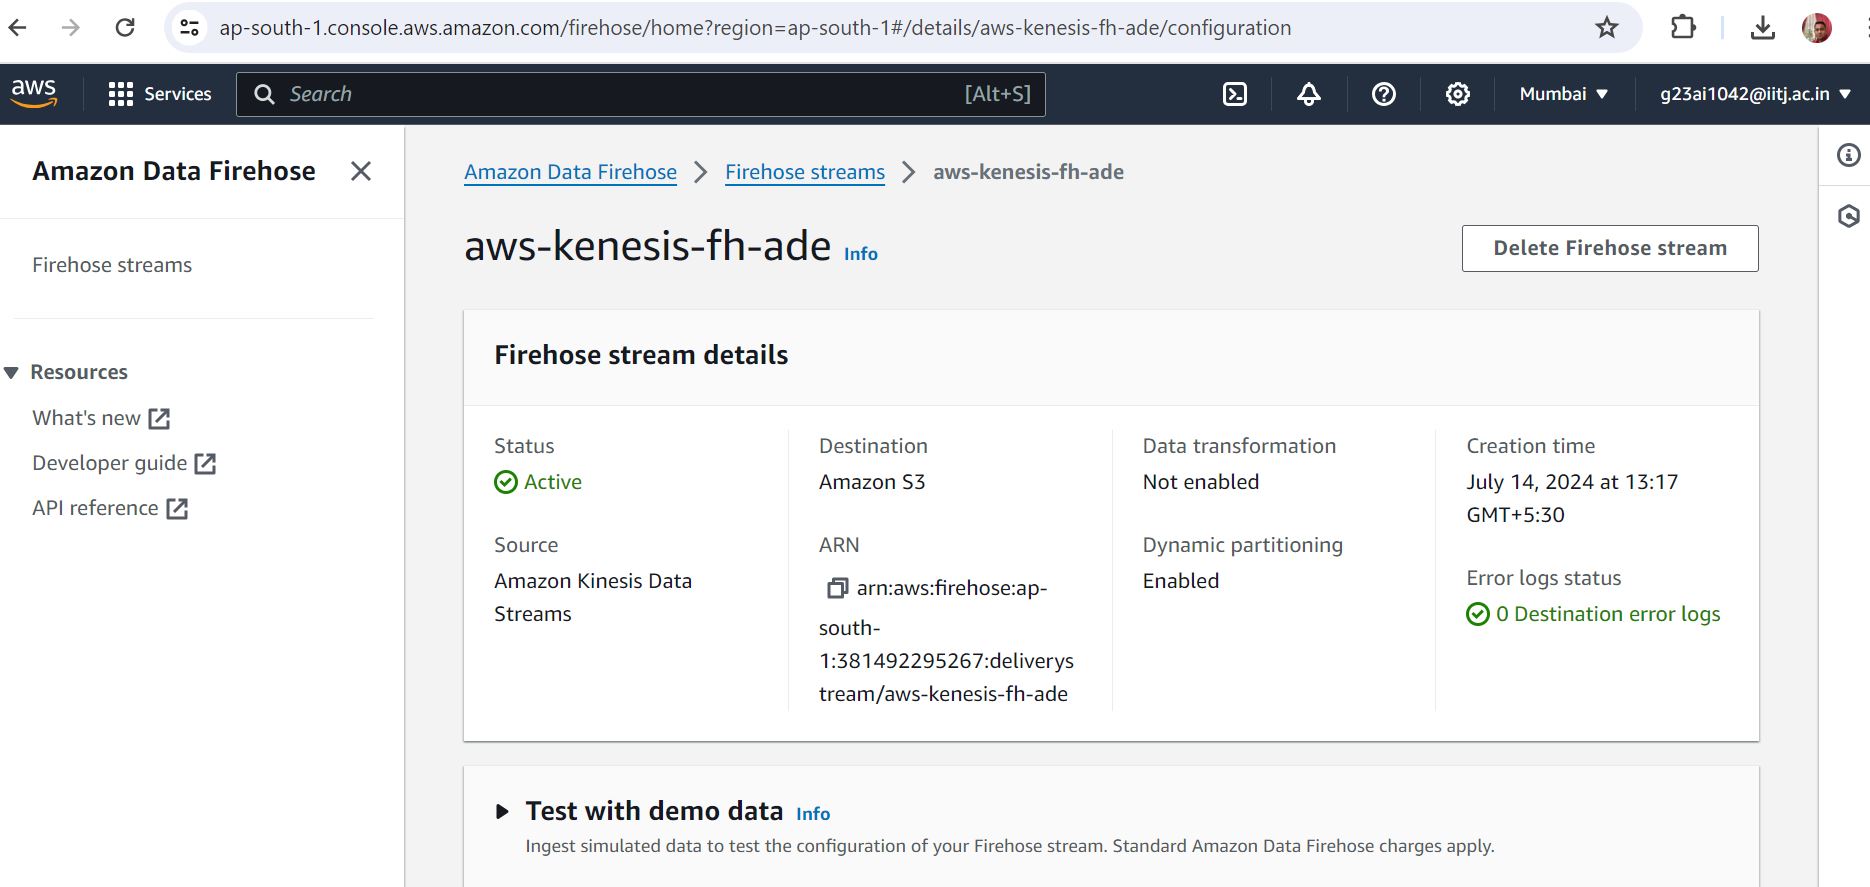 ap-south-1.console.aws.amazon.com/firehose/home?region=ap-south-1#/details/aws-kenesis-fh-ade/configuration
aws
Services
Search
[Alt+S]
Mumbai
g23ai1042@iitj.ac.in
Amazon Data Firehose
Firehose streams
Resources
What's new
Developer guide
API reference
Amazon Data Firehose
Firehose streams
aws-kenesis-fh-ade
aws-kenesis-fh-ade Info
Delete Firehose stream
Firehose stream details
Status
Active
Source
Amazon Kinesis Data
Streams
Destination
Amazon S3
ARN
arn:aws:firehose:ap-
south-
1:381492295267:deliverys
tream/aws-kenesis-fh-ade
Data transformation
Not enabled
Dynamic partitioning
Enabled
Creation time
July 14, 2024 at 13:17
GMT+5:30
Error logs status
0 Destination error logs
Test with demo data Info
Ingest simulated data to test the configuration of your Firehose stream. Standard Amazon Data Firehose charges apply.